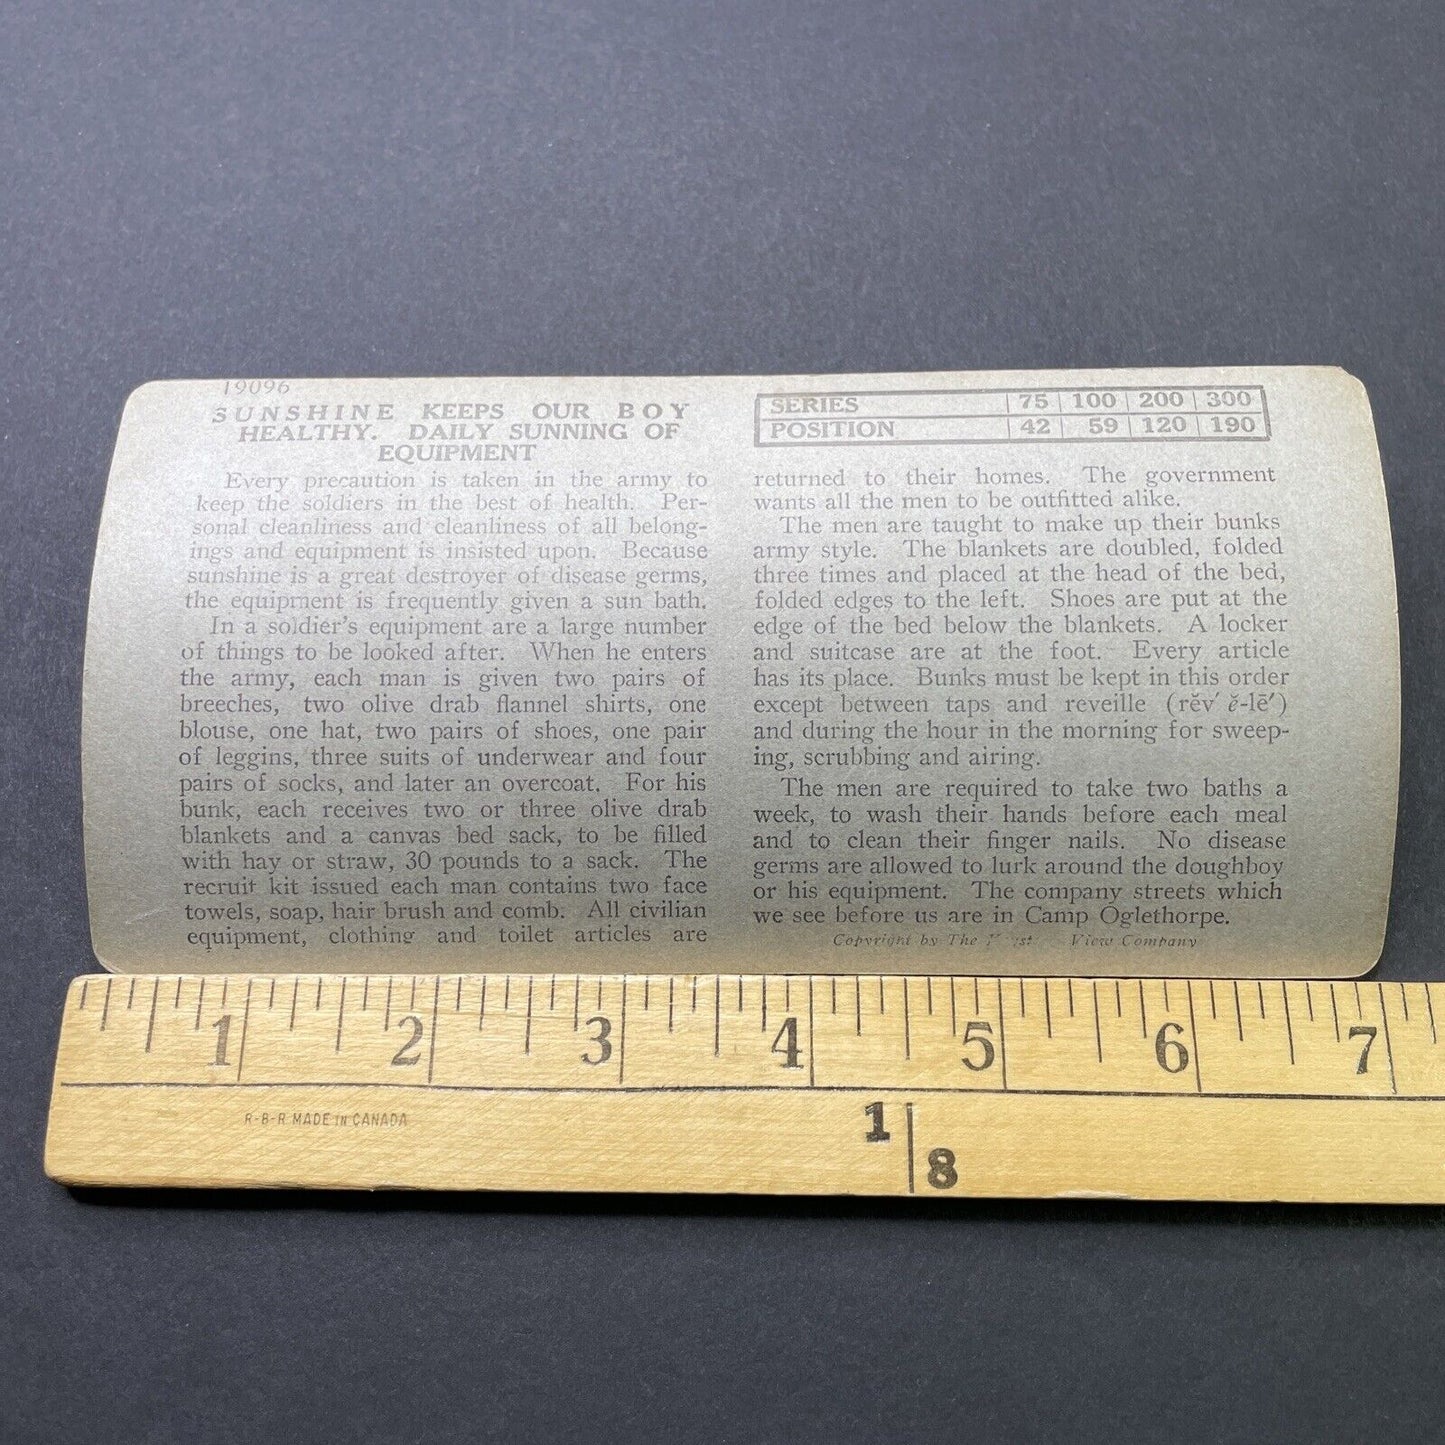 19096
SUNSHINE KEEPS OUR BOY
HEALTHY. DAILY SUNNING OF
EQUIPMENT
Every precaution is taken in the army to
keep the soldiers in the best of health. Per-
sonal cleanliness and cleanliness of all belong-
ings and equipment is insisted upon. Because
sunshine is a great destroyer of disease germs,
the equipment is frequently given a sun bath.
In a soldier's equipment are a large number
of things to be looked after. When he enters
the army, each man is given two pairs of
breeches, two olive drab flannel shirts, one
blouse, one hat, two pairs of shoes, one pair
of leggins, three suits of underwear and four
pairs of socks, and later an overcoat. For his
bunk, each receives two or three olive drab
blankets and a canvas bed sack, to be filled
with hay or straw, 30 pounds to a sack. The
recruit kit issued each man contains two face
towels, soap, hair brush and comb. All civilian
equipment, clothing and toilet articles are
SERIES | 75 | 100 | 200 | 300
POSITION | 42 | 59 | 120 | 190
returned to their homes. The government
wants all the men to be outfitted alike.
The men are taught to make up their bunks
army style. The blankets are doubled, folded
three times and placed at the head of the bed,
folded edges to the left. Shoes are put at the
edge of the bed below the blankets. A locker
and suitcase are at the foot. Every article
has its place. Bunks must be kept in this order
except between taps and reveille (rĕv′ ĕ-lē′)
and during the hour in the morning for sweep-
ing, scrubbing and airing.
The men are required to take two baths a
week, to wash their hands before each meal
and to clean their finger nails. No disease
germs are allowed to lurk around the doughboy
or his equipment. The company streets which
we see before us are in Camp Oglethorpe.
Copyright by The View Company
1 2 3 4 5 6 7
R-B-R MADE IN CANADA
1
8